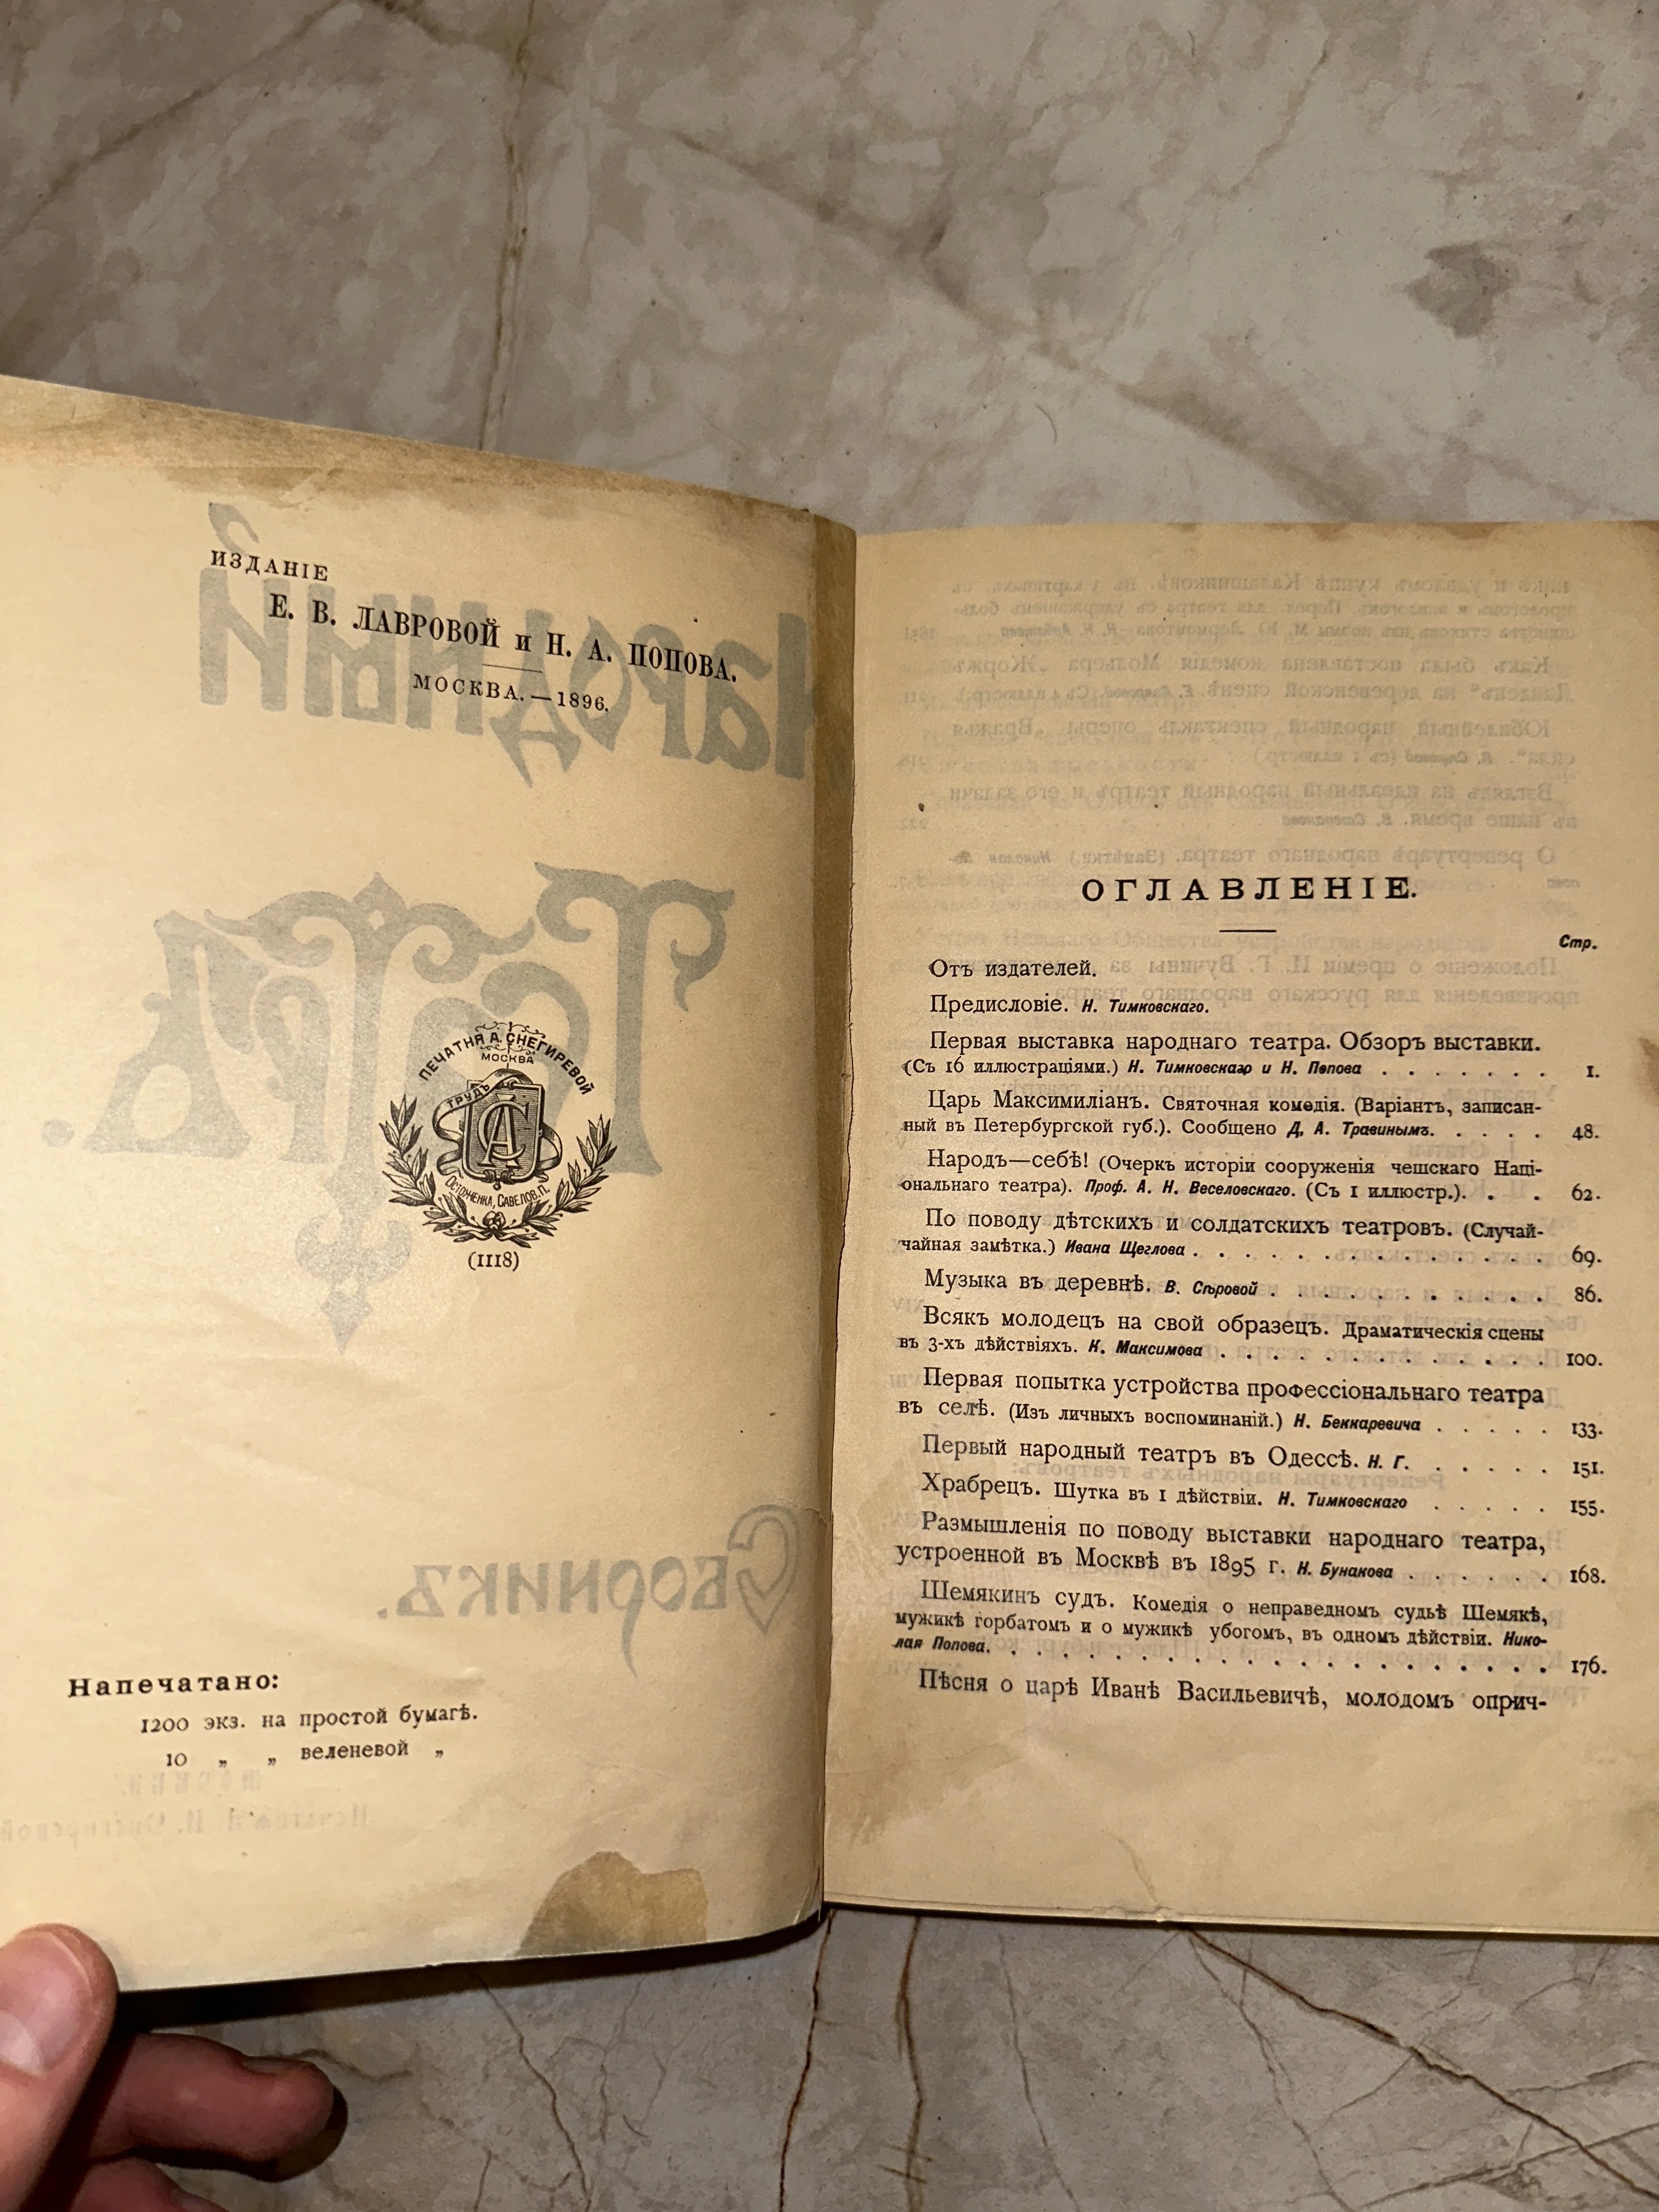 ИЗДАНІЕ
Е. В. ЛАВРОВОЙ и Н. А. ПОПОВА.
МОСКВА.—1896.
ПЕЧАТНЯ А. СНЕГИРЕВОЙ
МОСКВА
ТРУДЪ
ОСТОЖЕНКА, САВЕЛОВ. П.
(1118)
Напечатано:
1200 экз. на простой бумагѣ.
10 „ „ веленевой „
ОГЛАВЛЕНІЕ.
Стр.
Отъ издателей.
Предисловіе. Н. Тимковскаго.
Первая выставка народнаго театра. Обзоръ выставки.
(Съ 16 иллюстраціями.) Н. Тимковскаго и Н. Попова . . . . . . . 1.
Царь Максимиліанъ. Святочная комедія. (Варіантъ, записан-
ный въ Петербургской губ.). Сообщено Д. А. Травинымъ. . . . . 48.
Народъ—себѣ! (Очеркъ исторіи сооруженія чешскаго Наці-
ональнаго театра). Проф. А. Н. Веселовскаго. (Съ 1 иллюстр.). . . 62.
По поводу дѣтскихъ и солдатскихъ театровъ. (Случай-
чайная замѣтка.) Ивана Щеглова . . . . . . . . . . . . . . 69.
Музыка въ деревнѣ. В. Сѣровой . . . . . . . . . . . 86.
Всякъ молодецъ на свой образецъ. Драматическія сцены
въ 3-хъ дѣйствіяхъ. К. Максимова . . . . . . . . . . . . . 100.
Первая попытка устройства профессіональнаго театра
въ селѣ. (Изъ личныхъ воспоминаній.) Н. Беккаревича . . . . . 133.
Первый народный театръ въ Одессѣ. Н. Г. . . . . . 151.
Храбрецъ. Шутка въ 1 дѣйствіи. Н. Тимковскаго . . . . . 155.
Размышленія по поводу выставки народнаго театра,
устроенной въ Москвѣ въ 1895 г. Н. Бунакова . . . . . . 168.
Шемякинъ судъ. Комедія о неправедномъ судьѣ Шемякѣ,
мужикѣ горбатомъ и о мужикѣ убогомъ, въ одномъ дѣйствіи. Нико-
лая Попова. . . . . . . . . . . . . . . . . . . . . . 176.
Пѣсня о царѣ Иванѣ Васильевичѣ, молодомъ оприч-